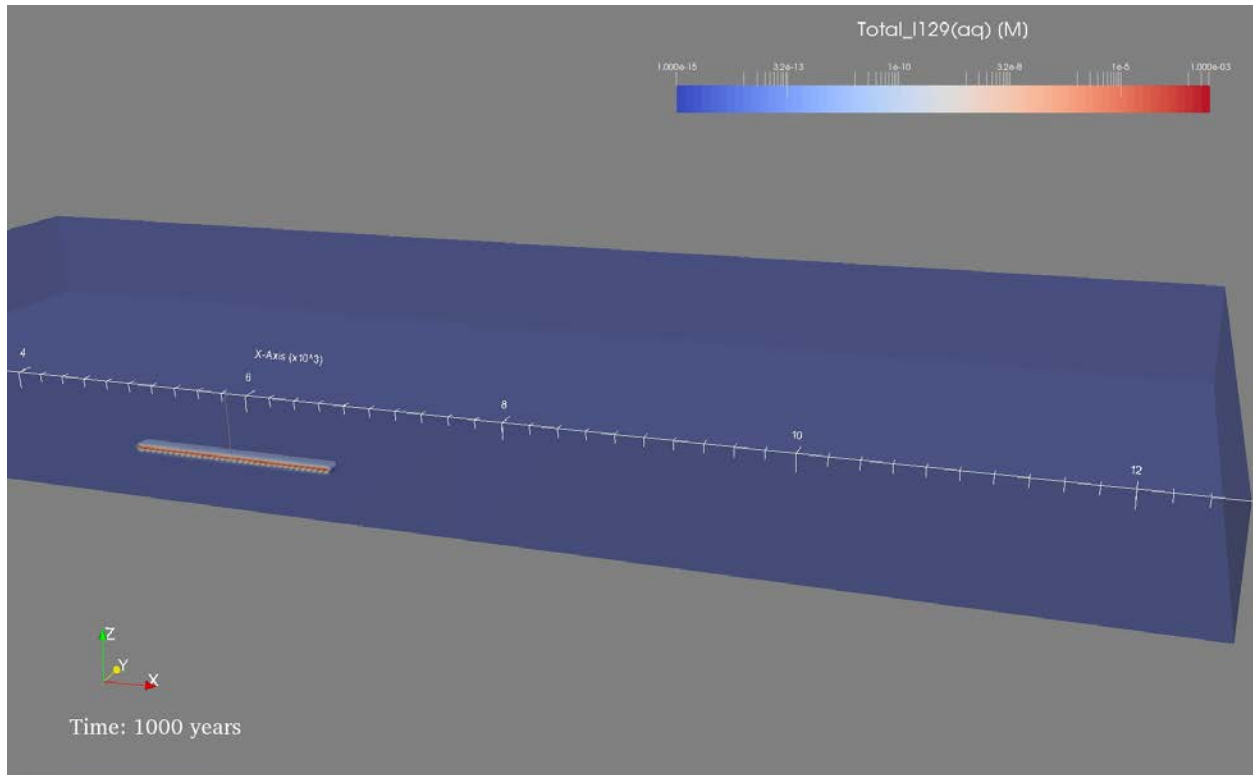 Total_I129(aq) [M]
1.000e-15 3.2e-13 1e-10 3.2e-8 1e-5 1.000e-03
4
X-Axis (x10^3)
6
8
10
12
Z
Y
X
Time: 1000 years